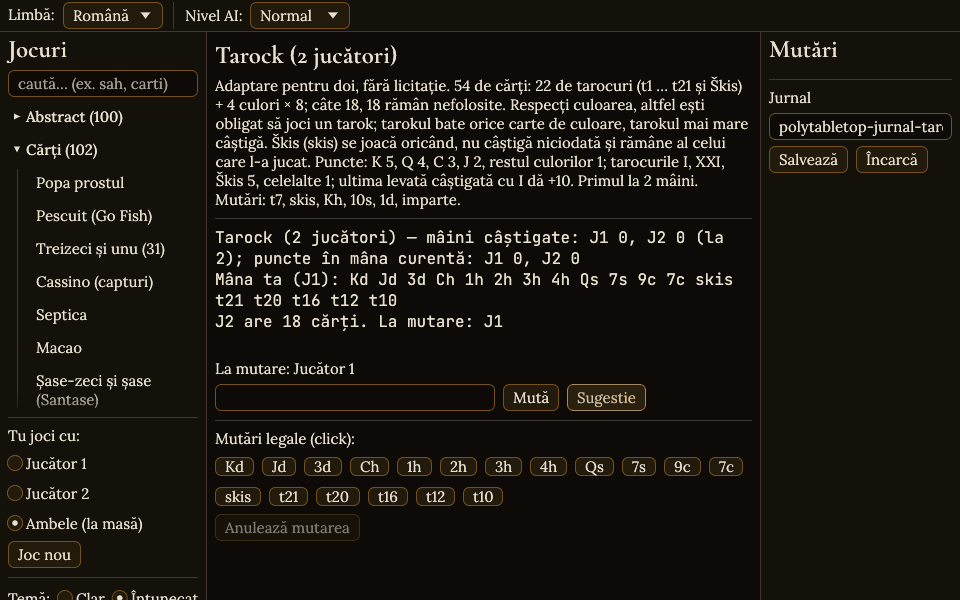 Limbă: Română ▼ Nivel AI: Normal ▼
Jocuri
caută... (ex. sah, carti)
▸ Abstract (100)
▾ Cărți (102)
Popa prostul
Pescuit (Go Fish)
Treizeci și unu (31)
Cassino (capturi)
Septica
Macao
Șase-zeci și șase
(Santase)
Tu joci cu:
Jucător 1
Jucător 2
Ambele (la masă)
Joc nou
Temă: Clar Întunecat
Tarock (2 jucători)
Adaptare pentru doi, fără licitație. 54 de cărți: 22 de tarocuri (t1 ... t21 și Škis)
+ 4 culori × 8; câte 18, 18 rămân nefolosite. Respecți culoarea, altfel ești
obligat să joci un tarok; tarokul bate orice carte de culoare, tarokul mai mare
câștigă. Škis (skis) se joacă oricând, nu câștigă niciodată și rămâne al celui
care l-a jucat. Puncte: K 5, Q 4, C 3, J 2, restul culorilor 1; tarocurile I, XXI,
Škis 5, celelalte 1; ultima levată câștigată cu I dă +10. Primul la 2 mâini.
Mutări: t7, skis, Kh, 10s, 1d, imparte.
Tarock (2 jucători) — mâini câștigate: J1 0, J2 0 (la
2); puncte în mâna curentă: J1 0, J2 0
Mâna ta (J1): Kd Jd 3d Ch 1h 2h 3h 4h Qs 7s 9c 7c skis
t21 t20 t16 t12 t10
J2 are 18 cărți. La mutare: J1
La mutare: Jucător 1
Mută Sugestie
Mutări legale (click):
Kd Jd 3d Ch 1h 2h 3h 4h Qs 7s 9c 7c
skis t21 t20 t16 t12 t10
Anulează mutarea
Mutări
Jurnal
polytabletop-jurnal-tar
Salvează Încarcă